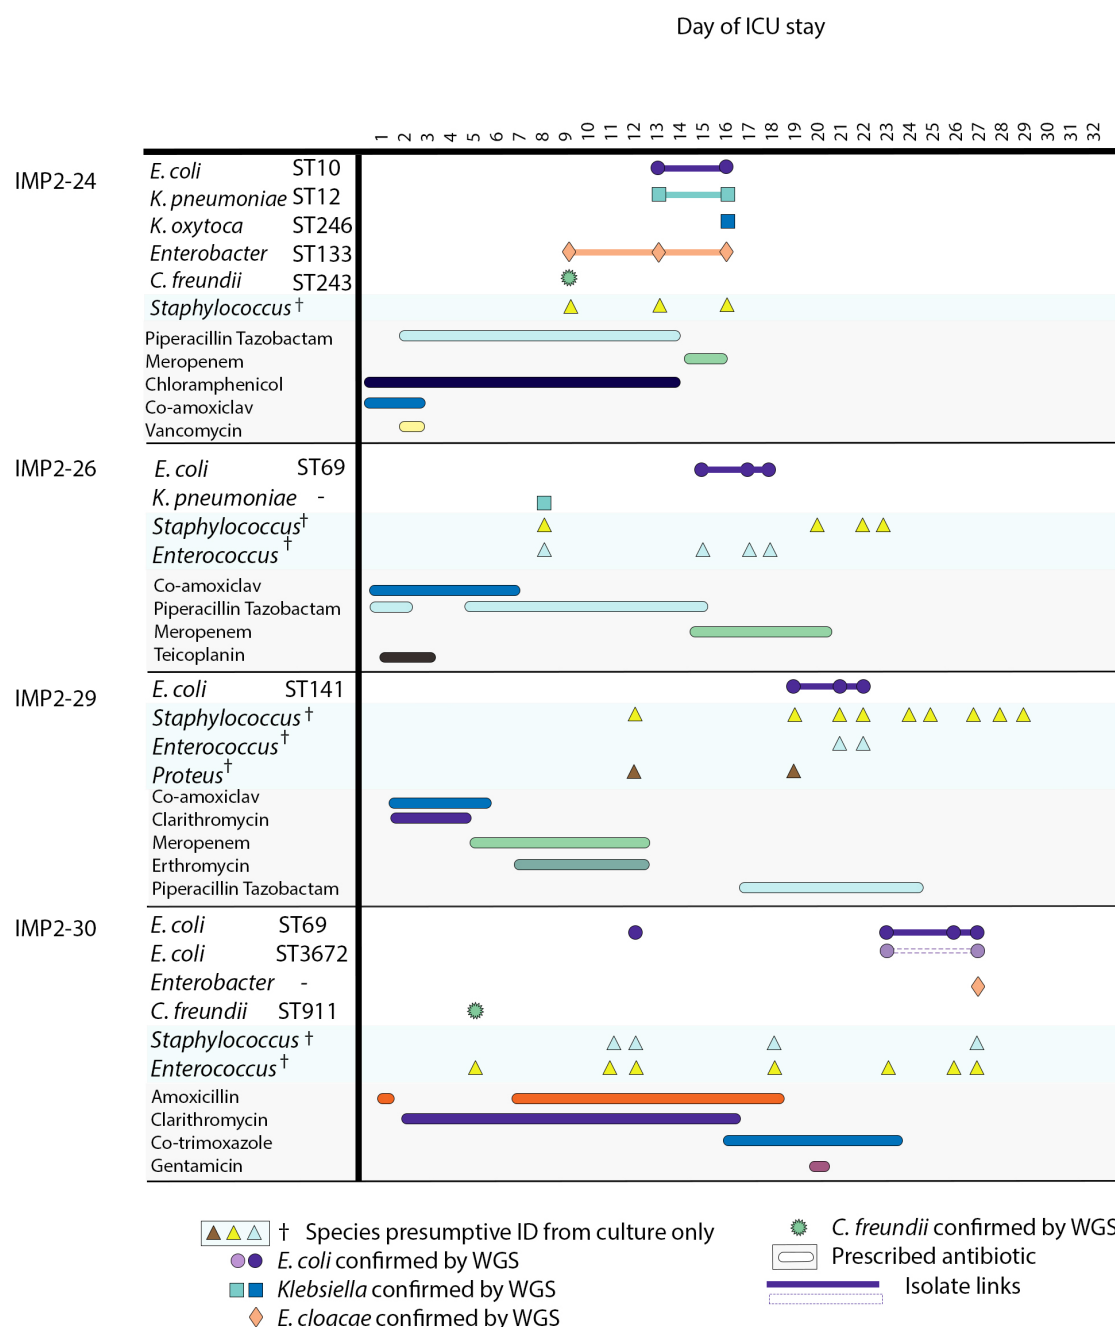 Day of ICU stay
1 2 3 4 5 6 7 8 9 10 11 12 13 14 15 16 17 18 19 20 21 22 23 24 25 26 27 28 29 30 31 32
IMP2-24
E. coli ST10
K. pneumoniae ST12
K. oxytoca ST246
Enterobacter ST133
C. freundii ST243
Staphylococcus †
Piperacillin Tazobactam
Meropenem
Chloramphenicol
Co-amoxiclav
Vancomycin
IMP2-26
E. coli ST69
K. pneumoniae -
Staphylococcus †
Enterococcus †
Co-amoxiclav
Piperacillin Tazobactam
Meropenem
Teicoplanin
IMP2-29
E. coli ST141
Staphylococcus †
Enterococcus †
Proteus †
Co-amoxiclav
Clarithromycin
Meropenem
Erthromycin
Piperacillin Tazobactam
IMP2-30
E. coli ST69
E. coli ST3672
Enterobacter -
C. freundii ST911
Staphylococcus †
Enterococcus †
Amoxicillin
Clarithromycin
Co-trimoxazole
Gentamicin
† Species presumptive ID from culture only
E. coli confirmed by WGS
Klebsiella confirmed by WGS
E. cloacae confirmed by WGS
C. freundii confirmed by WGS
Prescribed antibiotic
Isolate links